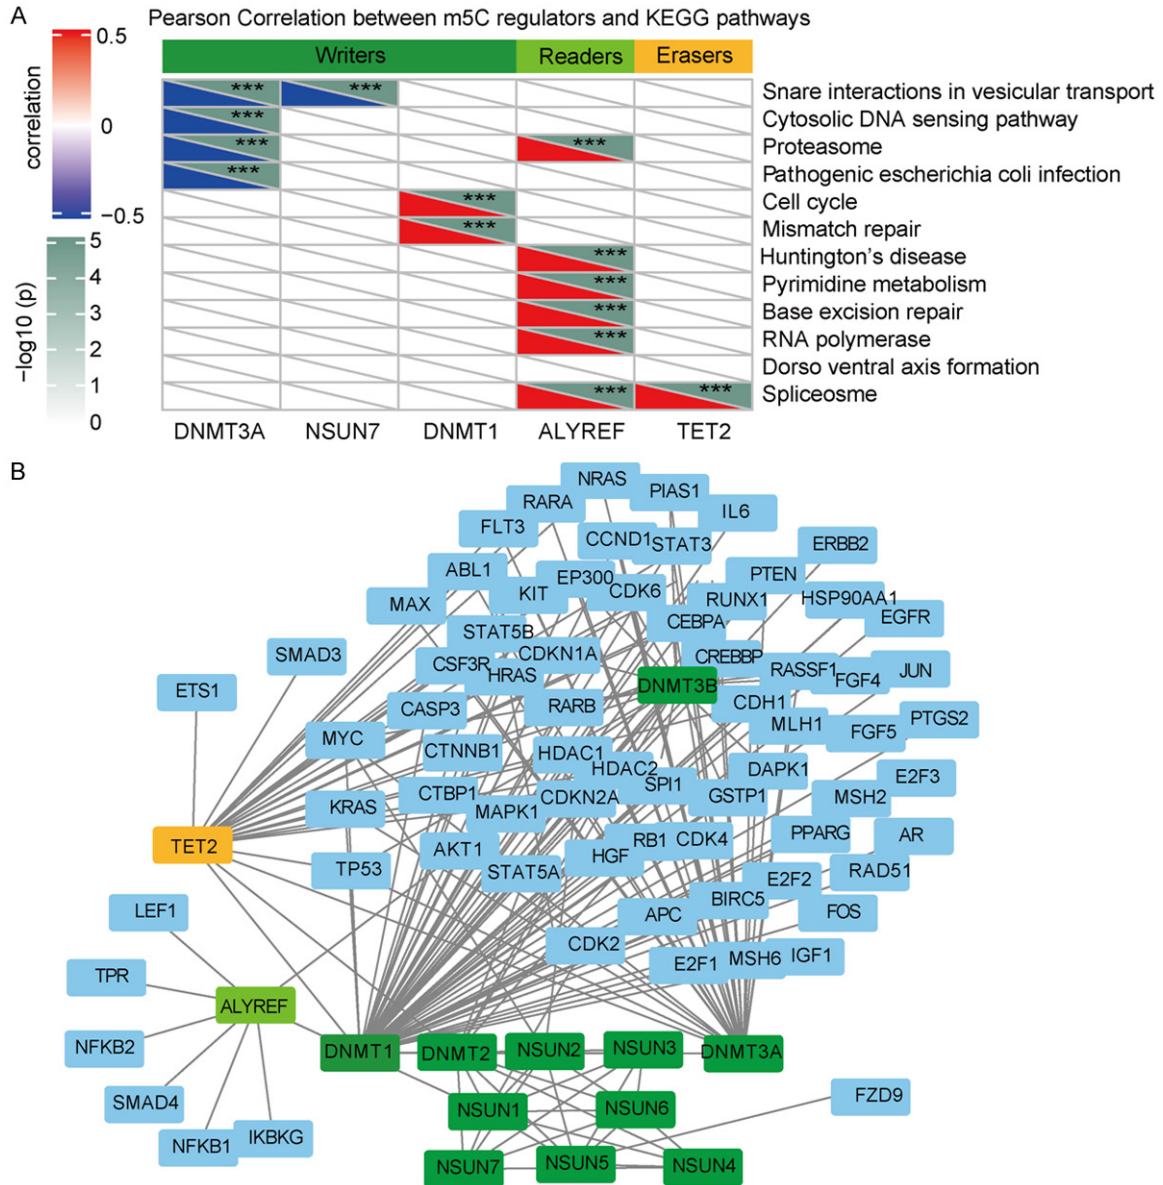 A
Pearson Correlation between m5C regulators and KEGG pathways
0.5
0
−0.5
correlation
5
4
3
2
1
0
−log10 (p)
Writers Readers Erasers
*** *** Snare interactions in vesicular transport
*** Cytosolic DNA sensing pathway
*** *** Proteasome
*** Pathogenic escherichia coli infection
*** Cell cycle
*** Mismatch repair
*** Huntington's disease
*** Pyrimidine metabolism
*** Base excision repair
*** RNA polymerase
Dorso ventral axis formation
*** *** Spliceosme
DNMT3A NSUN7 DNMT1 ALYREF TET2
B
NRAS
PIAS1
RARA
IL6
FLT3
CCND1
STAT3
ERBB2
ABL1
EP300
PTEN
KIT
CDK6
RUNX1
HSP90AA1
MAX
CEBPA
EGFR
STAT5B
SMAD3
CDKN1A
CREBBP
CSF3R
HRAS
RASSF1
FGF4
JUN
ETS1
DNMT3B
CASP3
RARB
CDH1
MYC
MLH1
FGF5
PTGS2
CTNNB1
HDAC1
HDAC2
SPI1
DAPK1
E2F3
KRAS
CTBP1
MAPK1
CDKN2A
GSTP1
MSH2
TET2
AKT1
RB1
CDK4
PPARG
AR
TP53
STAT5A
HGF
E2F2
RAD51
LEF1
APC
BIRC5
FOS
CDK2
E2F1
MSH6
IGF1
TPR
ALYREF
NFKB2
DNMT1
DNMT2
NSUN2
NSUN3
DNMT3A
SMAD4
NSUN1
NSUN6
FZD9
NFKB1
IKBKG
NSUN7
NSUN5
NSUN4